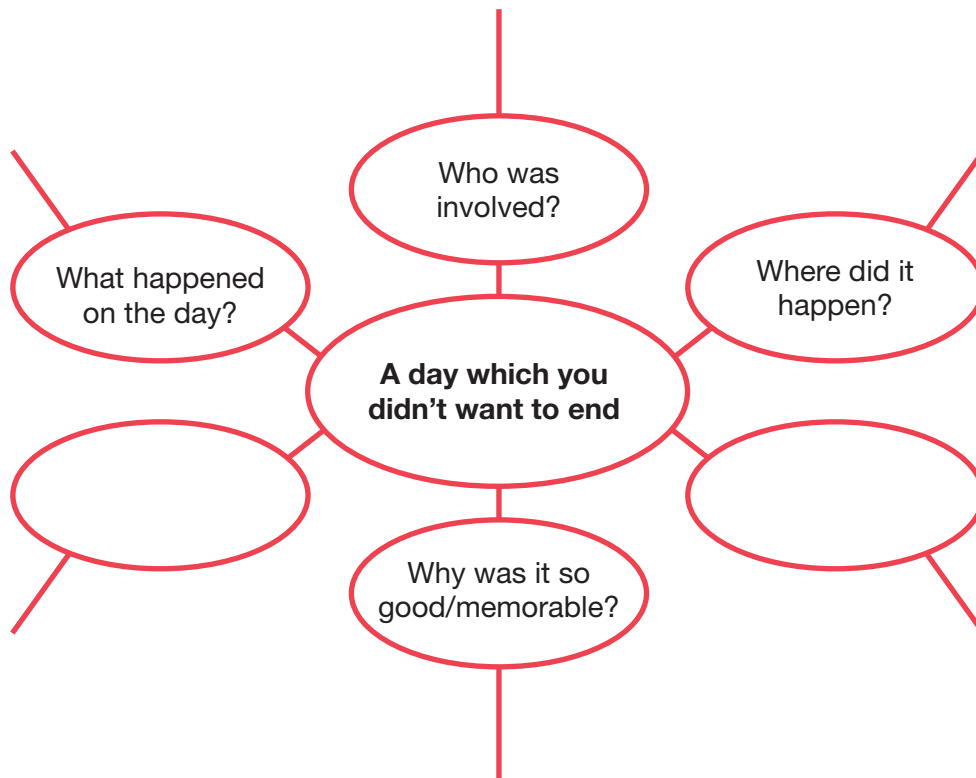 Who was
involved?
What happened
on the day?
Where did it
happen?
A day which you
didn't want to end
Why was it so
good/memorable?